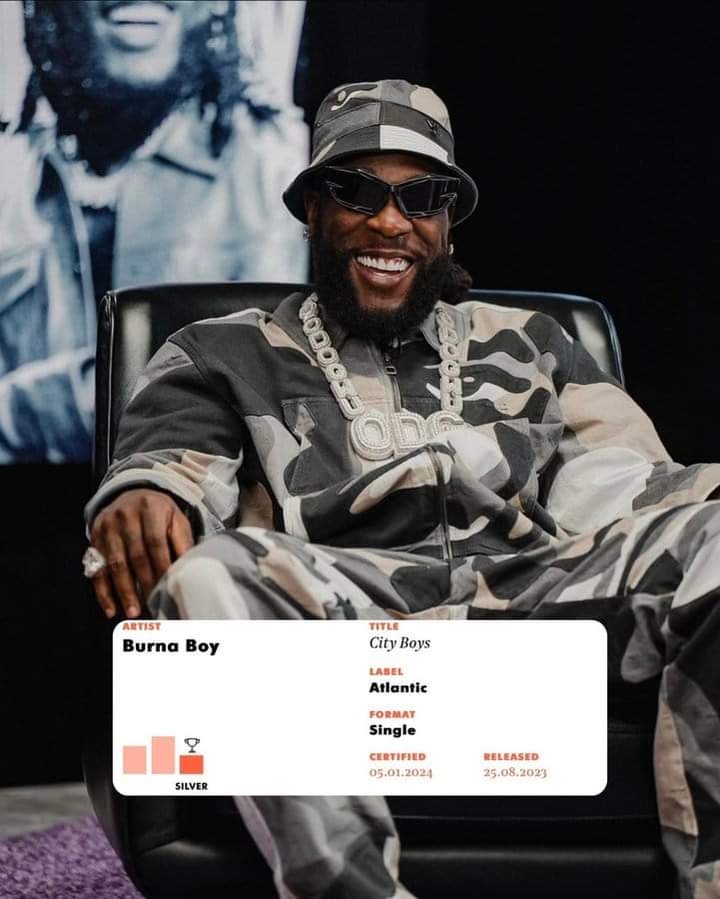 ODG
ARTIST
Burna Boy
TITLE
City Boys
LABEL
Atlantic
FORMAT
Single
CERTIFIED
05.01.2024
RELEASED
25.08.2023
SILVER